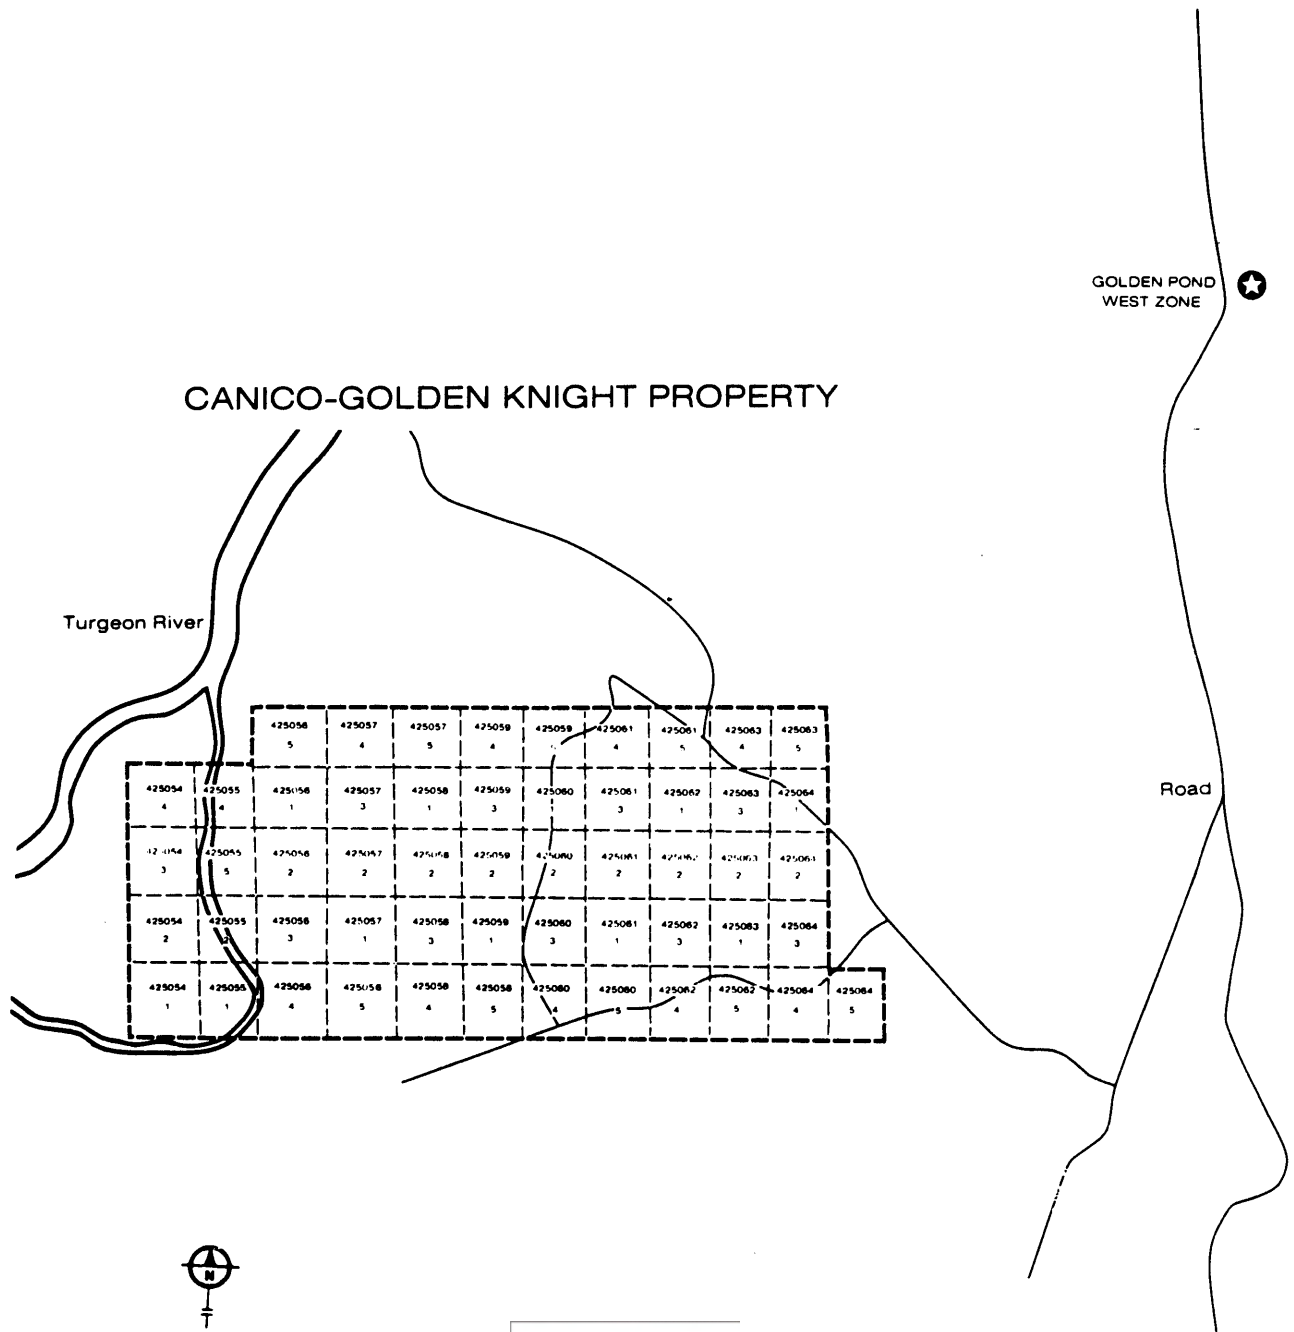 GOLDEN POND
WEST ZONE
CANICO-GOLDEN KNIGHT PROPERTY
Turgeon River
Road
425056 425057 425057 425059 425059 425061 425061 425063 425063
5 4 5 4 4 5 4 5
425054 425055 425056 425057 425058 425059 425060 425061 425062 425063 425064
4 4 1 3 1 3 3 1 3 1
425054 425055 425056 425057 425058 425059 425060 425061 425062 425063 425064
3 5 2 2 2 2 2 2 2 2 2
425054 425055 425056 425057 425058 425059 425060 425061 425062 425063 425064
2 2 3 1 3 1 3 1 3 1 3
425054 425055 425056 425056 425058 425058 425060 425060 425062 425062 425064 425064
1 1 4 5 4 5 4 5 4 5 4 5
N